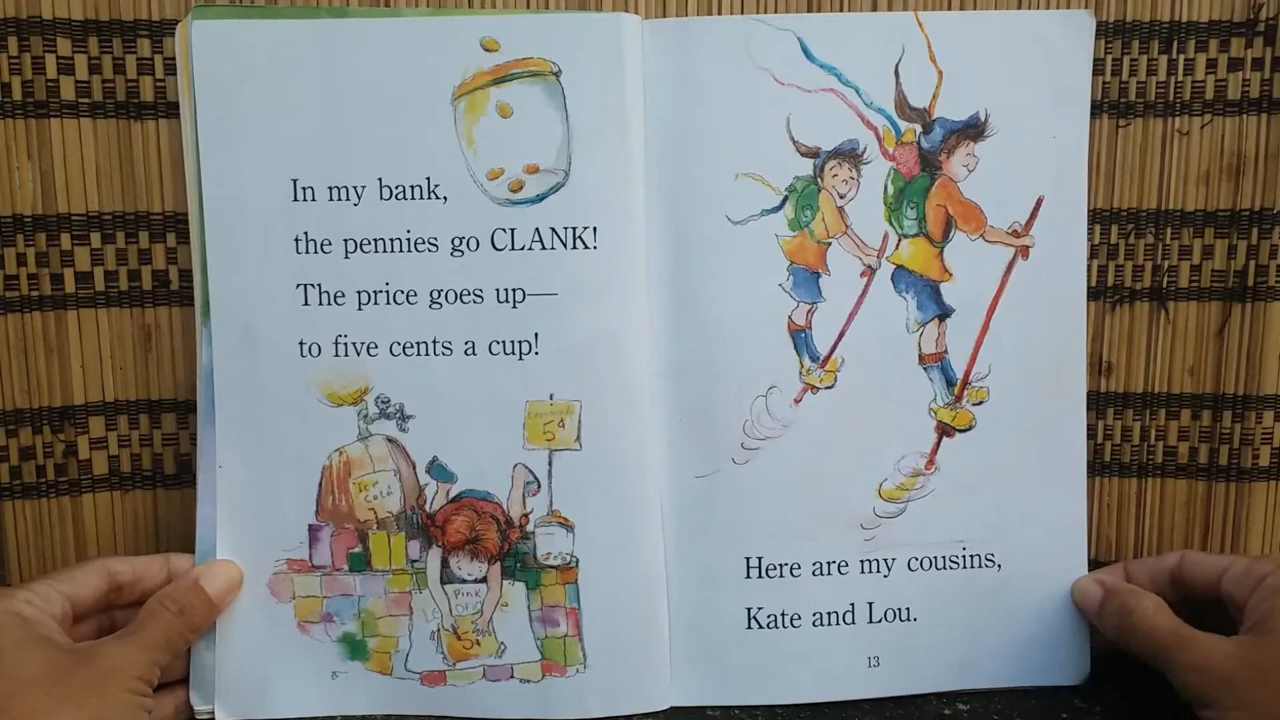 In my bank,
the pennies go CLANK!
The price goes up—
to five cents a cup!
Lemonade
5¢
Ice
Cold
Pink
5¢
Here are my cousins,
Kate and Lou.
13